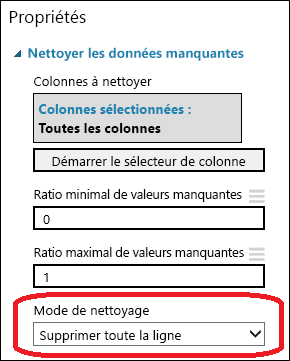 Propriétés
Nettoyer les données manquantes
Colonnes à nettoyer
Colonnes sélectionnées :
Toutes les colonnes
Démarrer le sélecteur de colonne
Ratio minimal de valeurs manquantes
0
Ratio maximal de valeurs manquantes
1
Mode de nettoyage
Supprimer toute la ligne